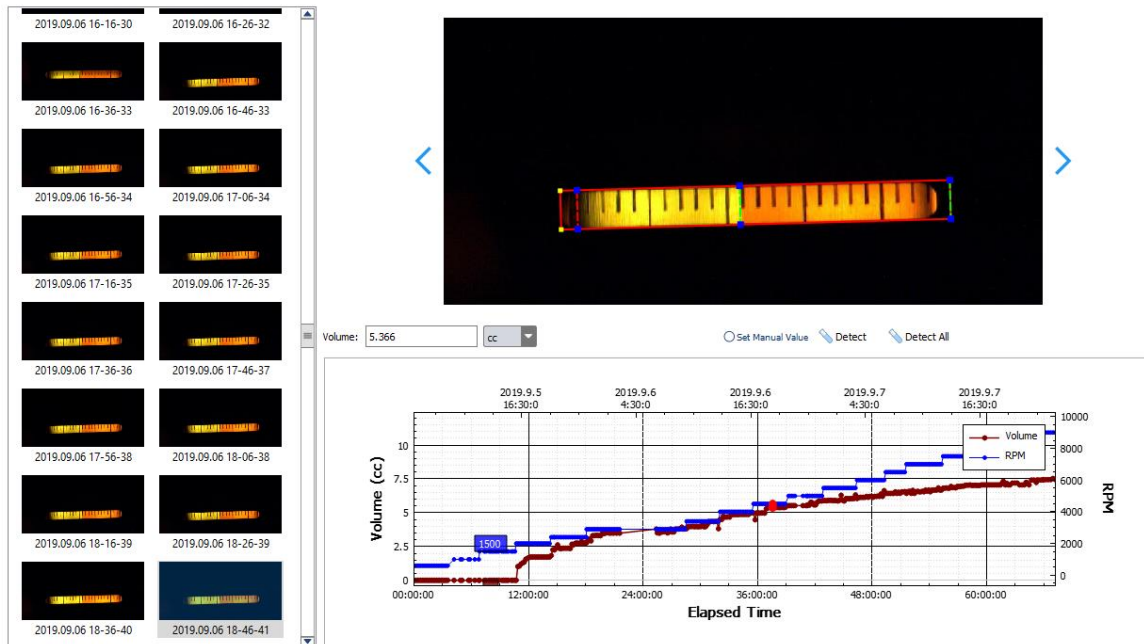 2019.09.06 16-16-30 2019.09.06 16-26-32
2019.09.06 16-36-33 2019.09.06 16-46-33
2019.09.06 16-56-34 2019.09.06 17-06-34
2019.09.06 17-16-35 2019.09.06 17-26-35
2019.09.06 17-36-36 2019.09.06 17-46-37
2019.09.06 17-56-38 2019.09.06 18-06-38
2019.09.06 18-16-39 2019.09.06 18-26-39
2019.09.06 18-36-40 2019.09.06 18-46-41
Volume: 5.366 cc Set Manual Value Detect Detect All
2019.9.5 2019.9.6 2019.9.6 2019.9.7 2019.9.7
16:30:0 4:30:0 16:30:0 4:30:0 16:30:0
Volume (cc)
10
7.5
5
2.5
0
1500
Volume
RPM
10000
8000
6000
4000
2000
0
RPM
00:00:00 12:00:00 24:00:00 36:00:00 48:00:00 60:00:00
Elapsed Time